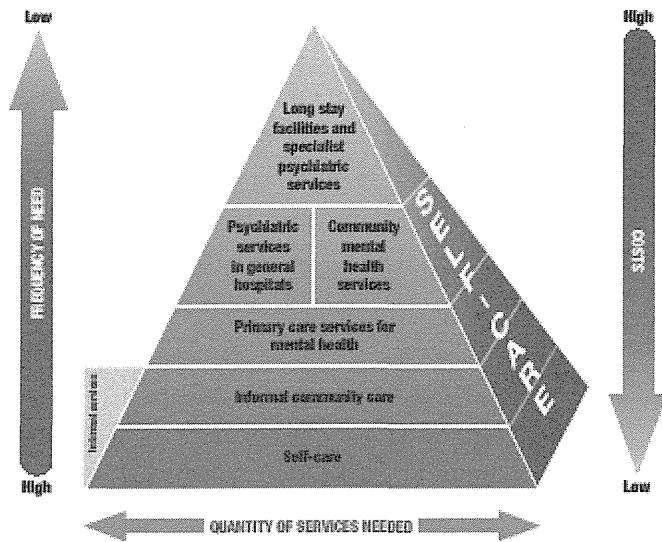 Low
High
Long stay
facilities and
specialist
psychiatric
services
Psychiatric
services
in general
hospitals
Community
mental
health
services
SELF-CARE
FREQUENCY OF NEED
COSTS
Primary care services for
mental health
Informal services
Informal community care
Self-care
High
Low
QUANTITY OF SERVICES NEEDED